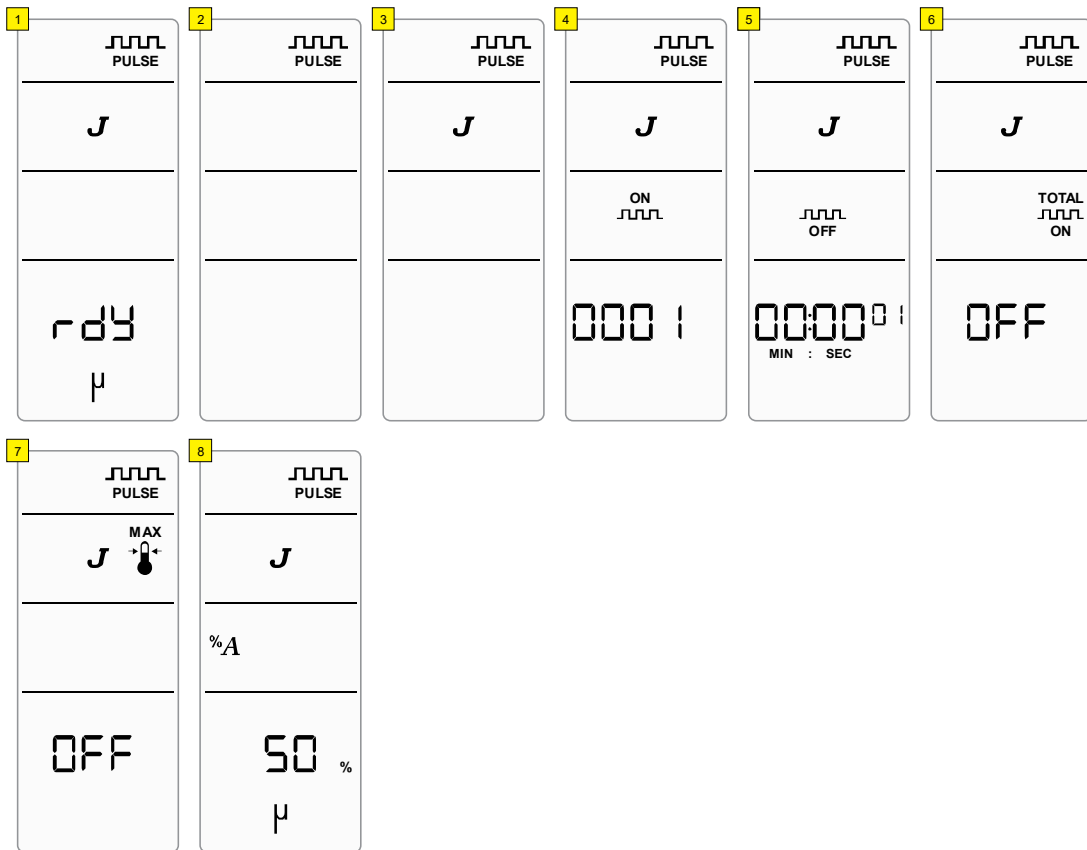 1
PULSE
J
rdY
µ
2
PULSE
3
PULSE
J
4
PULSE
J
ON
0001
5
PULSE
J
OFF
00:00 01
MIN : SEC
6
PULSE
J
TOTAL
ON
OFF
7
PULSE
MAX
J
OFF
8
PULSE
J
%A
50 %
µ